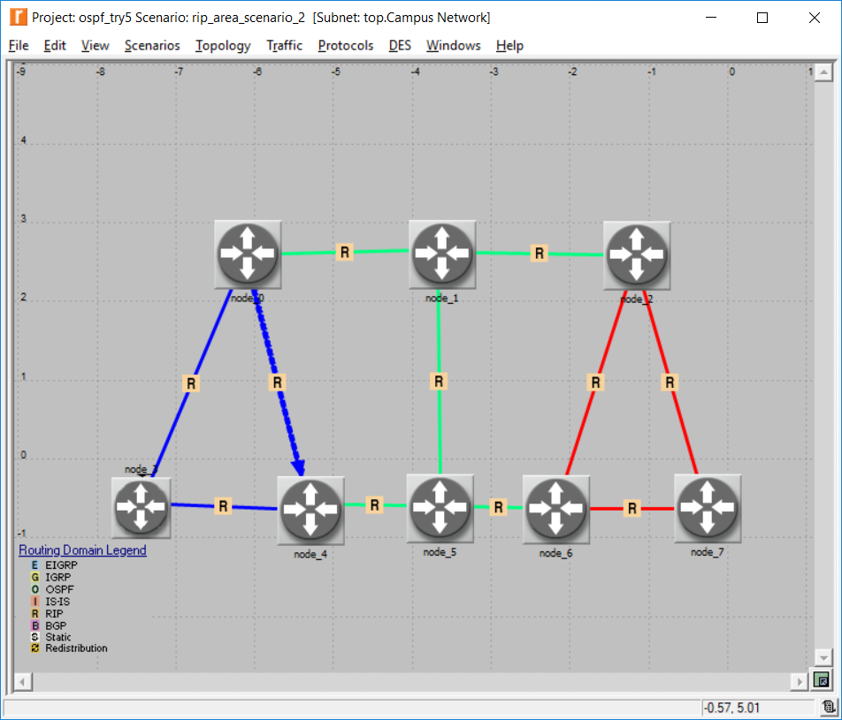 Project: ospf_try5 Scenario: rip_area_scenario_2 [Subnet: top.Campus Network]
File Edit View Scenarios Topology Traffic Protocols DES Windows Help
-9 -8 -7 -6 -5 -4 -3 -2 -1 0 1
4
3
R R
node_0 node_1 node_2
2
R R R R R
1
0
node_3
R R R R
-1
node_4 node_5 node_6 node_7
Routing Domain Legend
E EIGRP
G IGRP
O OSPF
I IS-IS
R RIP
B BGP
Static
Redistribution
-0.57, 5.01